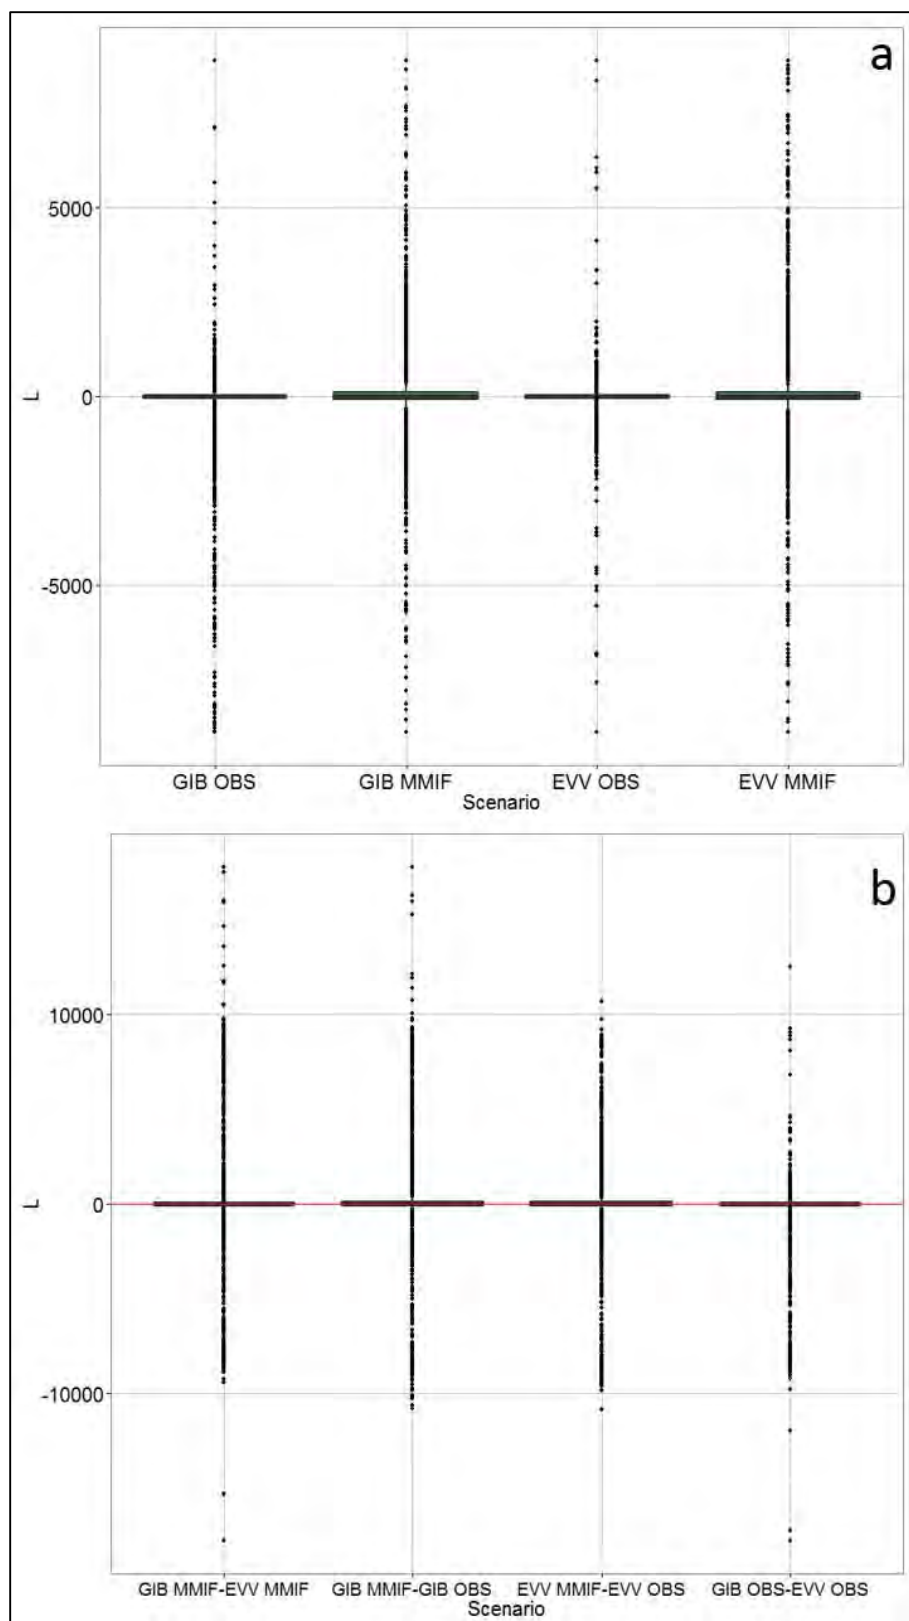 a
5000
0
-5000
L
GIB OBS GIB MMIF EVV OBS EVV MMIF
Scenario
b
10000
0
-10000
L
GIB MMIF-EVV MMIF GIB MMIF-GIB OBS EVV MMIF-EVV OBS GIB OBS-EVV OBS
Scenario